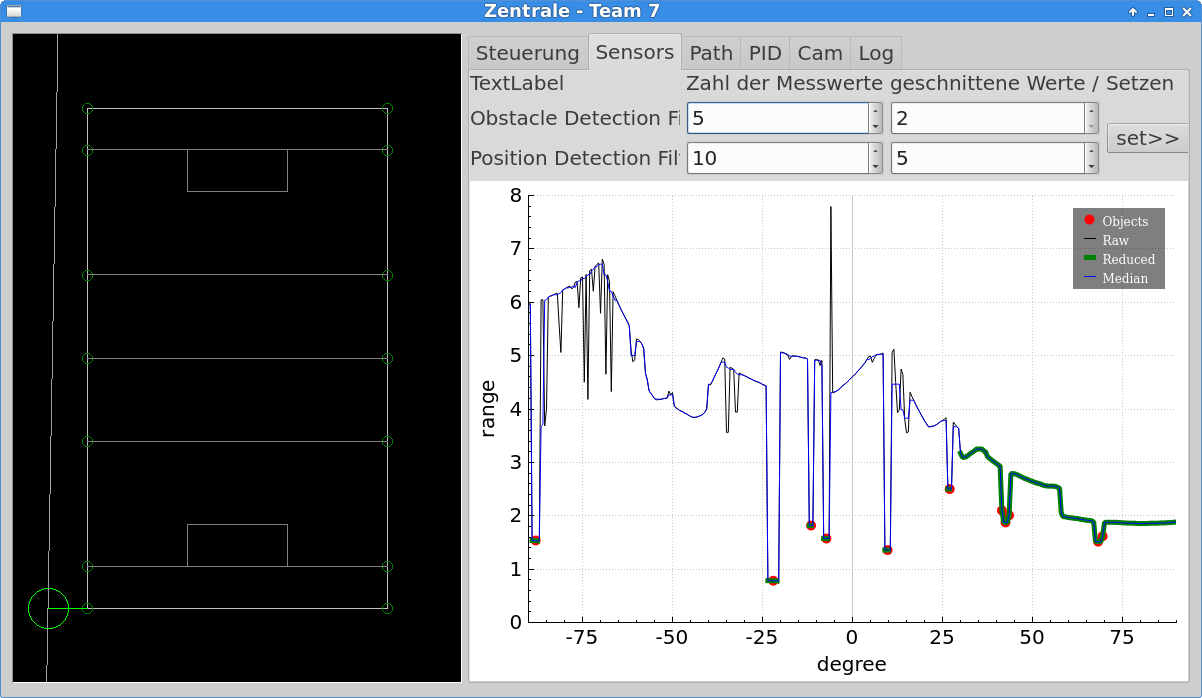 Zentrale - Team 7
Steuerung Sensors Path PID Cam Log
TextLabel Zahl der Messwerte geschnittene Werte / Setzen
Obstacle Detection Fi 5 2
set>>
Position Detection Fil 10 5
8
7
6
5
4
3
2
1
0
range
Objects
Raw
Reduced
Median
-75 -50 -25 0 25 50 75
degree